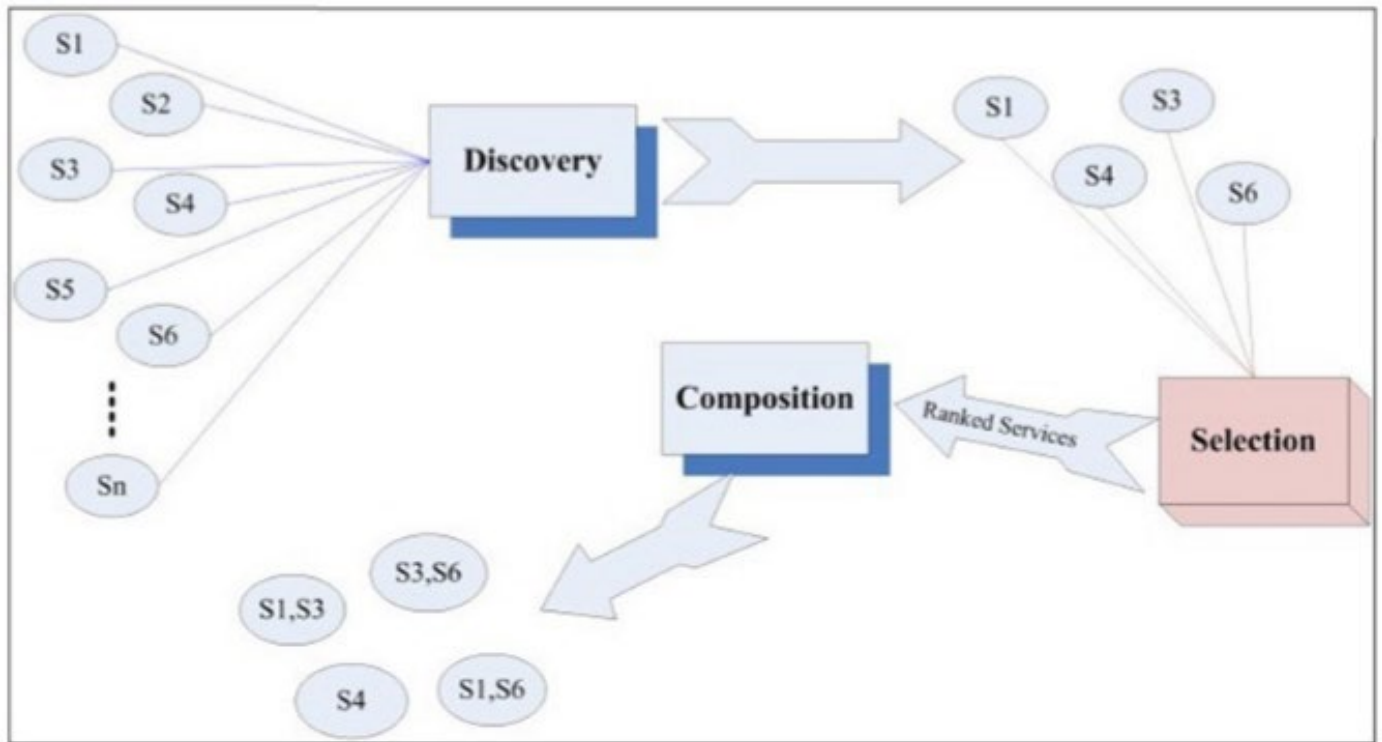 S1
S2
S3
S4
S5
S6
Sn
Discovery
S1
S3
S4
S6
Selection
Ranked Services
Composition
S3,S6
S1,S3
S4
S1,S6